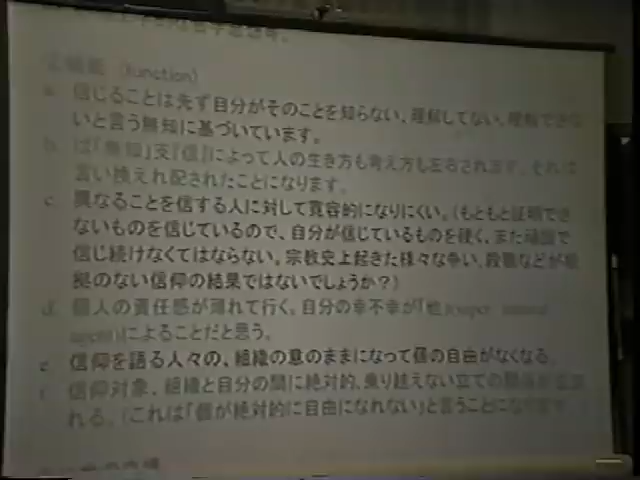 (function)
a. 信じることは先ず自分がそのことを知らない、理解してない、理解できな
いと言う無知に基づいています。
b. は「無知」支「信」によって人の生き方も考え方も左右されます。それは
言い換えれ配されたことになります。
c. 異なることを信ずる人に対して寛容的になりにくい。(もともと証明でき
ないものを信じているので、自分が信じているものを硬く、また頑固で
信じ続けなくてはならない。宗教史上起きた様々な争い、殺戮などが根
拠のない信仰の結果ではないでしょうか?)
d. 個人の責任感が薄れて行く。自分の幸不幸が「他
agent)によることだと思う。
e. 信仰を語る人々の、組織の意のままになって個の自由がなくなる。
f. 信仰対象、組織と自分の間に絶対的、乗り越えない立ての
れる。(これは「個が絶対的に自由になれない」と言うことになります。)